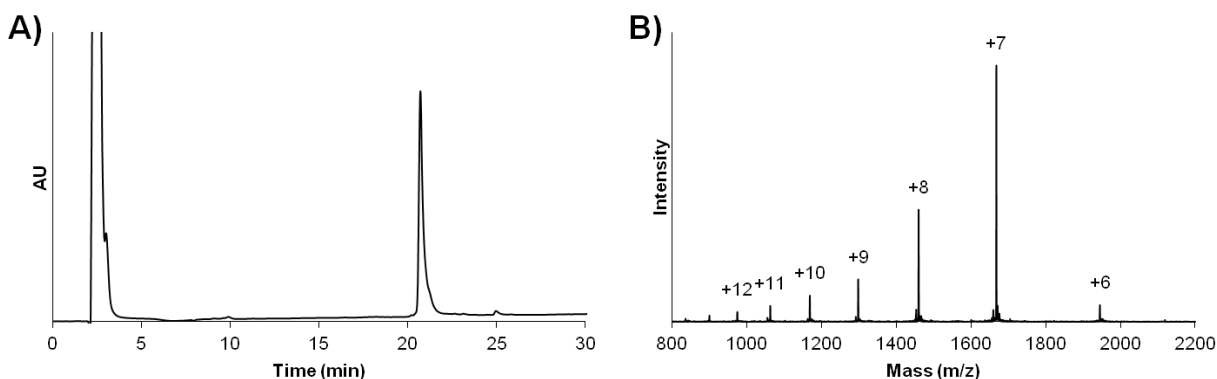 A)
AU
0 5 10 15 20 25 30
Time (min)
B)
Intensity
+12 +11 +10 +9 +8 +7 +6
800 1000 1200 1400 1600 1800 2000 2200
Mass (m/z)